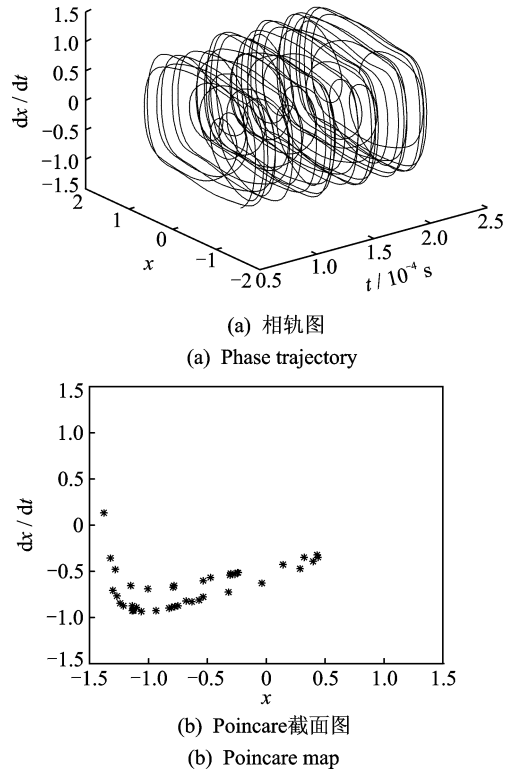 1.5
1.0
0.5
0
−0.5
−1.0
−1.5
dx / dt
2
1
0
−1
−2
x
0.5
1.0
1.5
2.0
2.5
t / 10⁻⁴ s
(a) 相轨图
(a) Phase trajectory
1.5
1.0
0.5
0
−0.5
−1.0
−1.5
dx / dt
−1.5 −1.0 −0.5 0 0.5 1.0 1.5
x
(b) Poincare截面图
(b) Poincare map